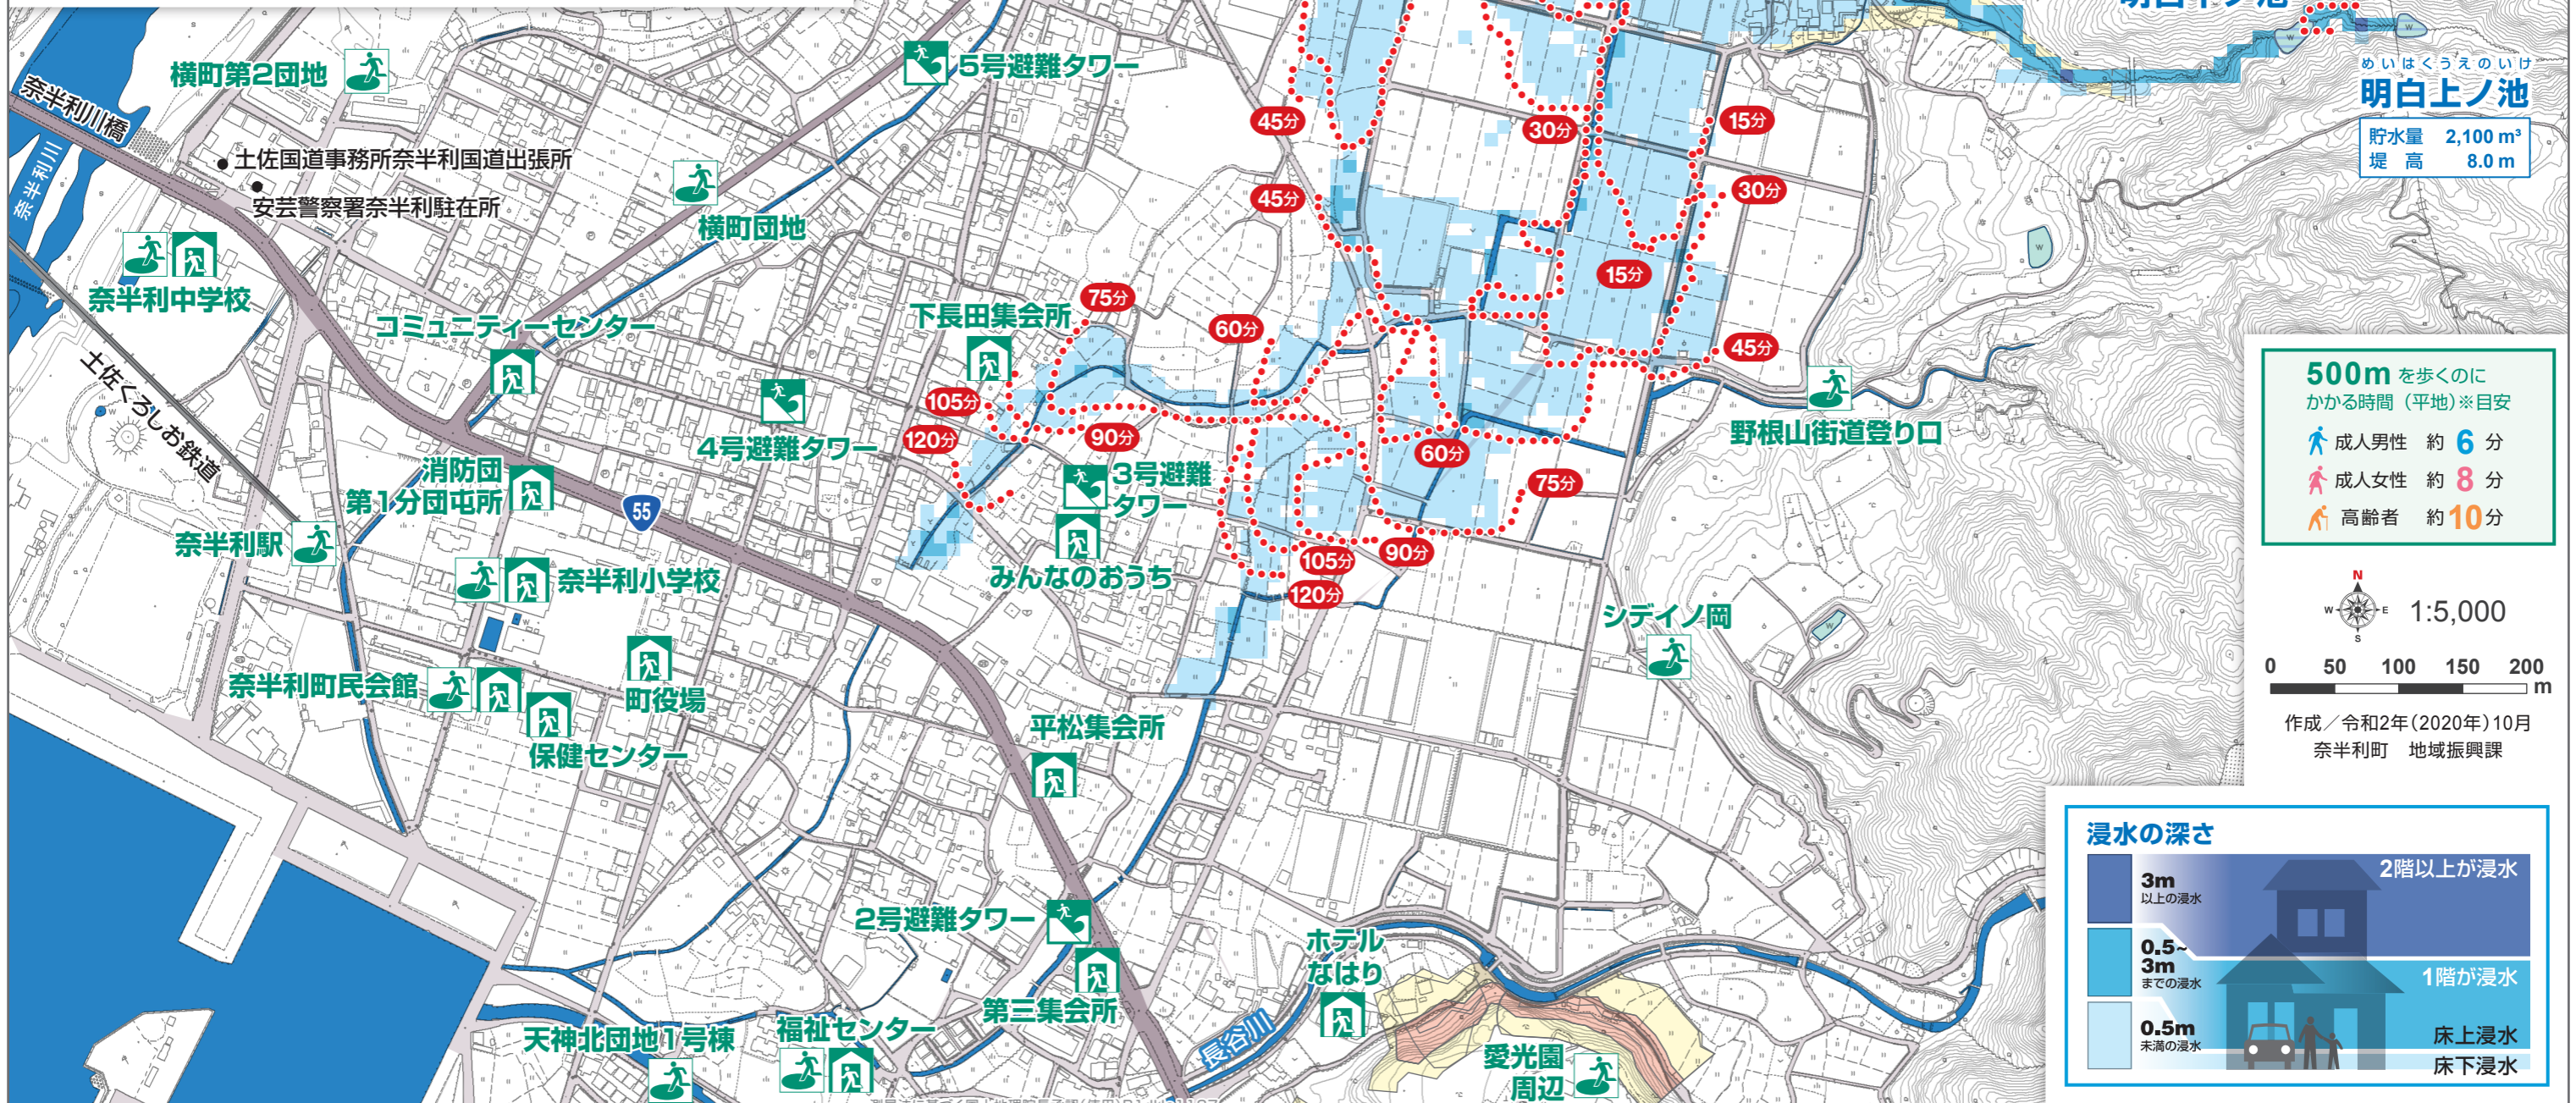 めいはくうえのいけ
明白上ノ池
貯水量 2,100 m³
堤 高 8.0 m
横町第2団地
5号避難タワー
奈半利川橋
奈半利川
土佐国道事務所奈半利国道出張所
安芸警察署奈半利駐在所
横町団地
奈半利中学校
コミュニティーセンター
下長田集会所
土佐くろしお鉄道
4号避難タワー
3号避難
タワー
みんなのおうち
消防団
第1分団屯所
55
奈半利駅
奈半利小学校
奈半利町民会館
町役場
保健センター
平松集会所
野根山街道登り口
シデイノ岡
2号避難タワー
第三集会所
ホテル
なはり
長谷川
天神北団地1号棟
福祉センター
愛光園
周辺
45分
30分
15分
45分
30分
15分
75分
60分
45分
105分
90分
120分
60分
75分
90分
105分
120分
500m を歩くのに
かかる時間（平地）※目安
成人男性 約 6 分
成人女性 約 8 分
高齢者 約10分
N
W E
S
1:5,000
0 50 100 150 200
m
作成／令和2年（2020年）10月
奈半利町 地域振興課
浸水の深さ
3m
以上の浸水
2階以上が浸水
0.5~
3m
までの浸水
1階が浸水
0.5m
未満の浸水
床上浸水
床下浸水